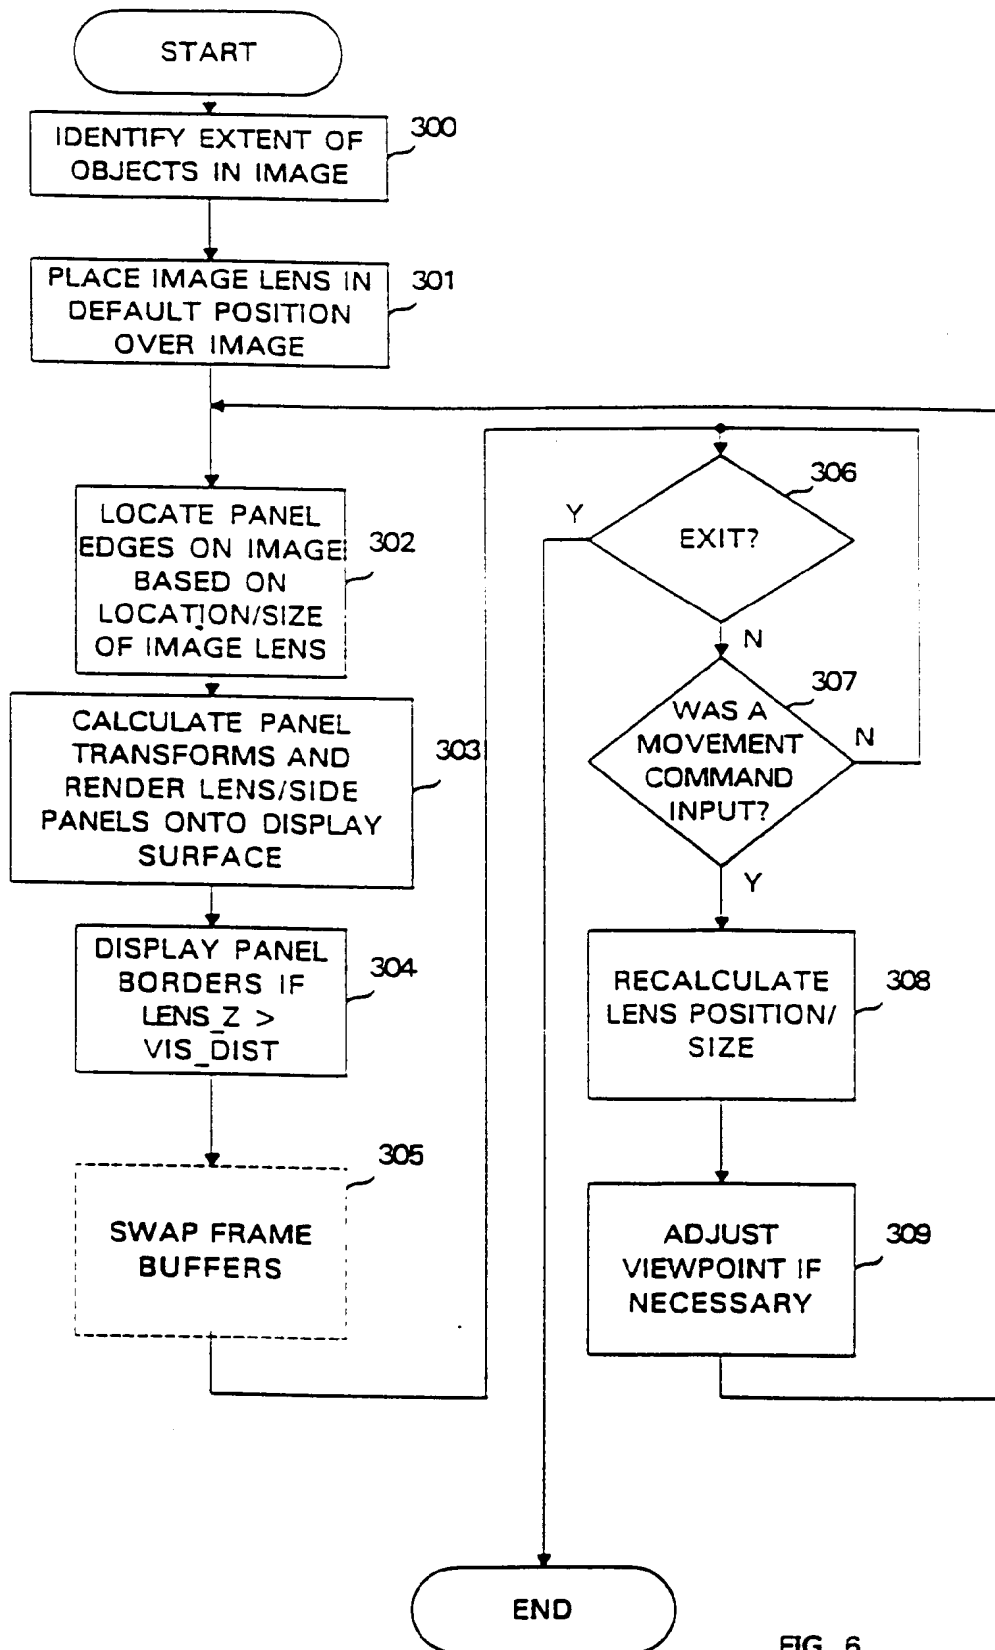 START
300
IDENTIFY EXTENT OF
OBJECTS IN IMAGE
301
PLACE IMAGE LENS IN
DEFAULT POSITION
OVER IMAGE
302
LOCATE PANEL
EDGES ON IMAGE
BASED ON
LOCATION/SIZE
OF IMAGE LENS
303
CALCULATE PANEL
TRANSFORMS AND
RENDER LENS/SIDE
PANELS ONTO DISPLAY
SURFACE
304
DISPLAY PANEL
BORDERS IF
LENS_Z >
VIS_DIST
305
SWAP FRAME
BUFFERS
306
Y
EXIT?
N
307
WAS A
MOVEMENT
COMMAND
INPUT?
N
Y
308
RECALCULATE
LENS POSITION/
SIZE
309
ADJUST
VIEWPOINT IF
NECESSARY
END
FIG. 6